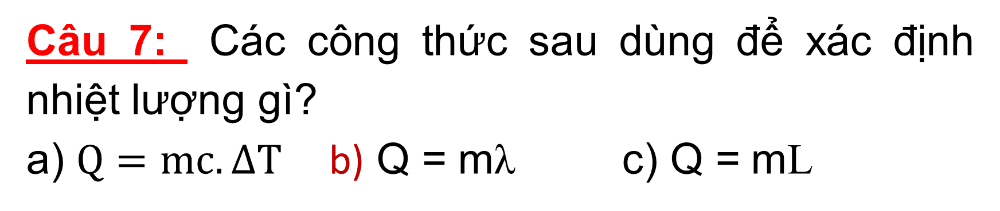 Câu 7: Các công thức sau dùng để xác định
nhiệt lượng gì?
a) Q = mc. ΔT b) Q = mλ c) Q = mL